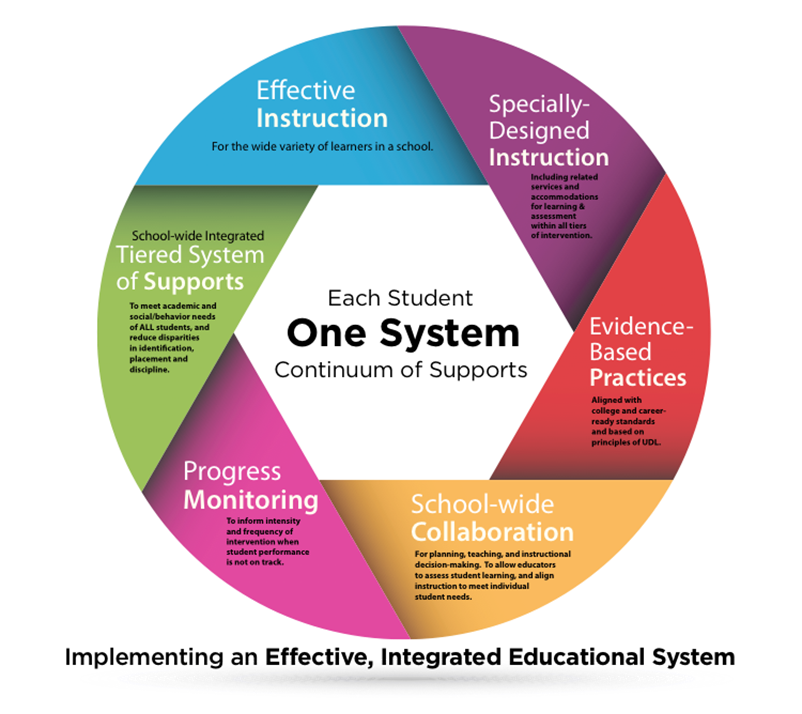 Effective
Instruction
For the wide variety of learners in a school.
Specially-
Designed
Instruction
Including related
services and
accommodations
for learning &
assessment
within all tiers
of intervention.
Evidence-
Based
Practices
Aligned with
college and career-
ready standards
and based on
principles of UDL.
School-wide
Collaboration
For planning, teaching, and instructional
decision-making. To allow educators
to assess student learning, and align
instruction to meet individual
student needs.
Progress
Monitoring
To inform intensity
and frequency of
intervention when
student performance
is not on track.
School-wide Integrated
Tiered System
of Supports
To meet academic and
social/behavior needs
of ALL students, and
reduce disparities
in identification,
placement and
discipline.
Each Student
One System
Continuum of Supports
Implementing an Effective, Integrated Educational System